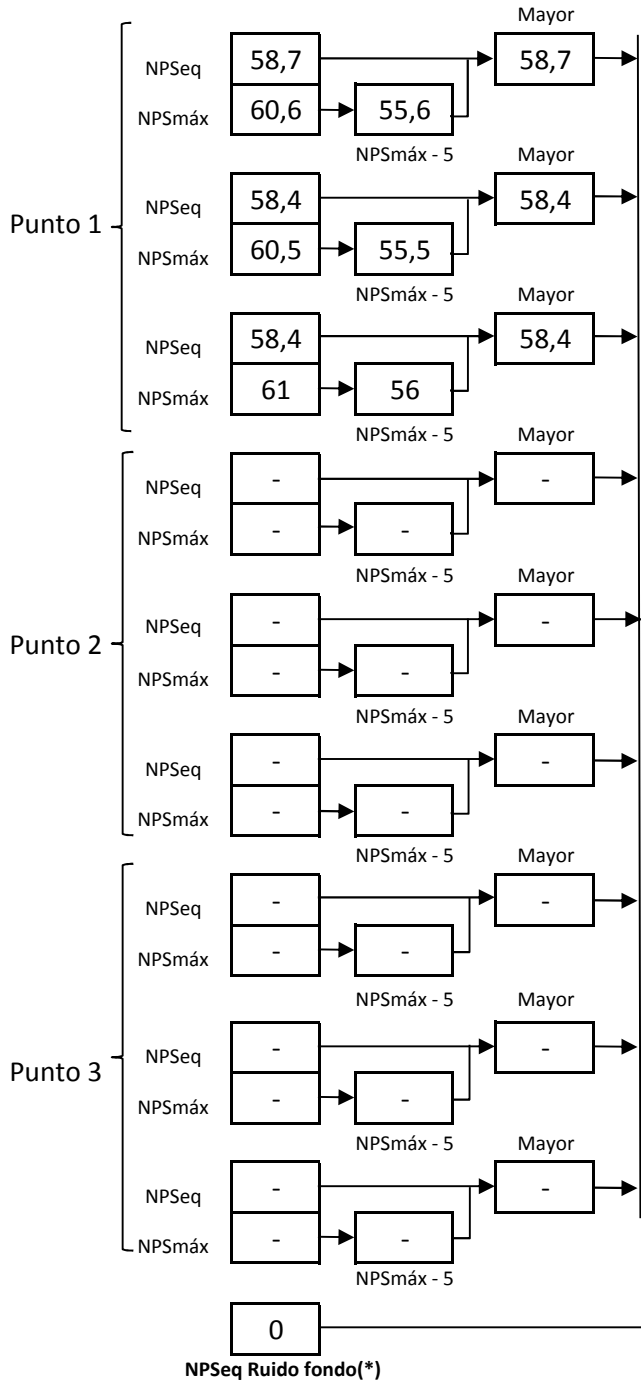 Mayor
NPSeq 58,7 58,7
NPSmáx 60,6 55,6
NPSmáx - 5 Mayor
NPSeq 58,4 58,4
Punto 1
NPSmáx 60,5 55,5
NPSmáx - 5 Mayor
NPSeq 58,4 58,4
NPSmáx 61 56
NPSmáx - 5 Mayor
NPSeq - -
NPSmáx - -
NPSmáx - 5 Mayor
NPSeq - -
Punto 2
NPSmáx - -
NPSmáx - 5 Mayor
NPSeq - -
NPSmáx - -
NPSmáx - 5 Mayor
NPSeq - -
NPSmáx - -
NPSmáx - 5 Mayor
NPSeq - -
Punto 3
NPSmáx - -
NPSmáx - 5 Mayor
NPSeq - -
NPSmáx - -
NPSmáx - 5
0
NPSeq Ruido fondo(*)